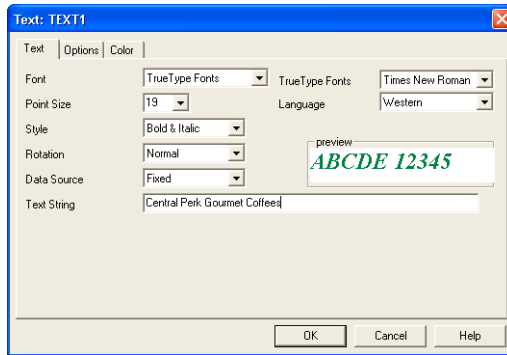 Text: TEXT1
Text Options Color
Font TrueType Fonts TrueType Fonts Times New Roman
Point Size 19 Language Western
Style Bold & Italic
preview
Rotation Normal ABCDE 12345
Data Source Fixed
Text String Central Perk Gourmet Coffees
OK Cancel Help